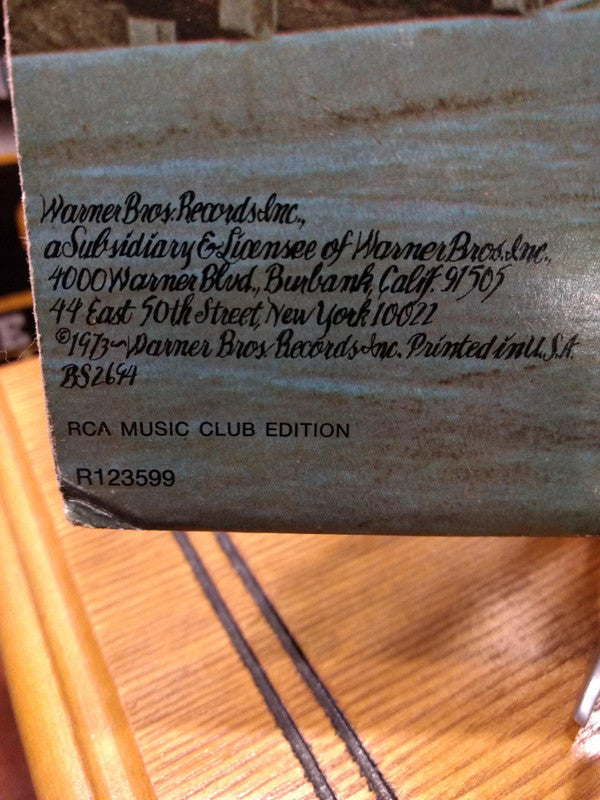 Warner Bros. Records Inc.,
a Subsidiary & Licensee of Warner Bros. Inc.,
4000 Warner Blvd., Burbank, Calif. 91505
44 East 50th Street, New York 10022
©1973~Warner Bros. Records Inc. Printed in U.S.A.
BS2694
RCA MUSIC CLUB EDITION
R123599